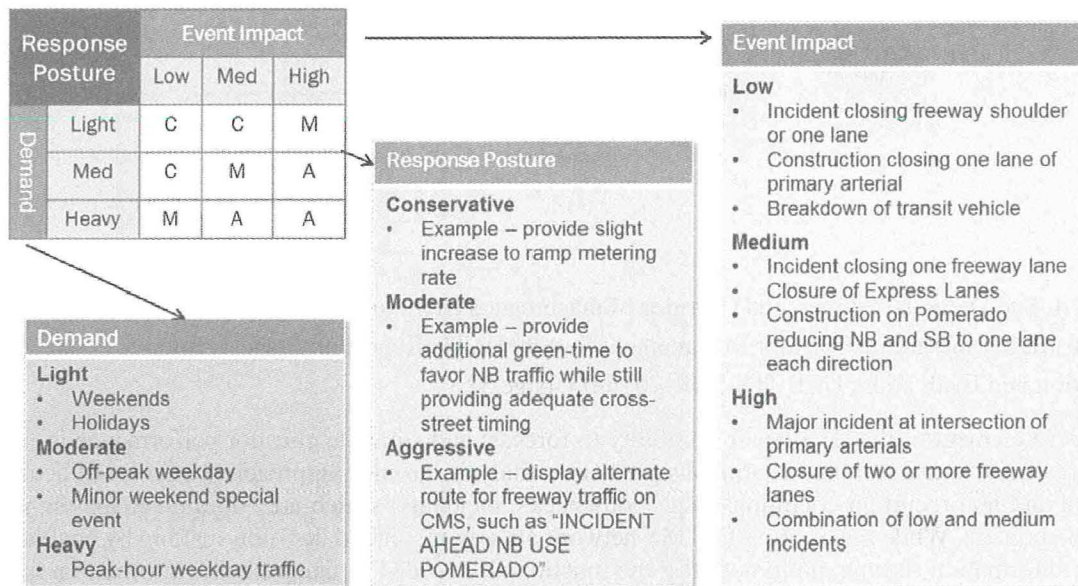 Response Posture
Event Impact
Low Med High
Demand
Light C C M
Med C M A
Heavy M A A
Demand
Light
• Weekends
• Holidays
Moderate
• Off-peak weekday
• Minor weekend special
event
Heavy
• Peak-hour weekday traffic
Response Posture
Conservative
• Example – provide slight
increase to ramp metering
rate
Moderate
• Example – provide
additional green-time to
favor NB traffic while still
providing adequate cross-
street timing
Aggressive
• Example – display alternate
route for freeway traffic on
CMS, such as “INCIDENT
AHEAD NB USE
POMERADO”
Event Impact
Low
• Incident closing freeway shoulder
or one lane
• Construction closing one lane of
primary arterial
• Breakdown of transit vehicle
Medium
• Incident closing one freeway lane
• Closure of Express Lanes
• Construction on Pomerado
reducing NB and SB to one lane
each direction
High
• Major incident at intersection of
primary arterials
• Closure of two or more freeway
lanes
• Combination of low and medium
incidents